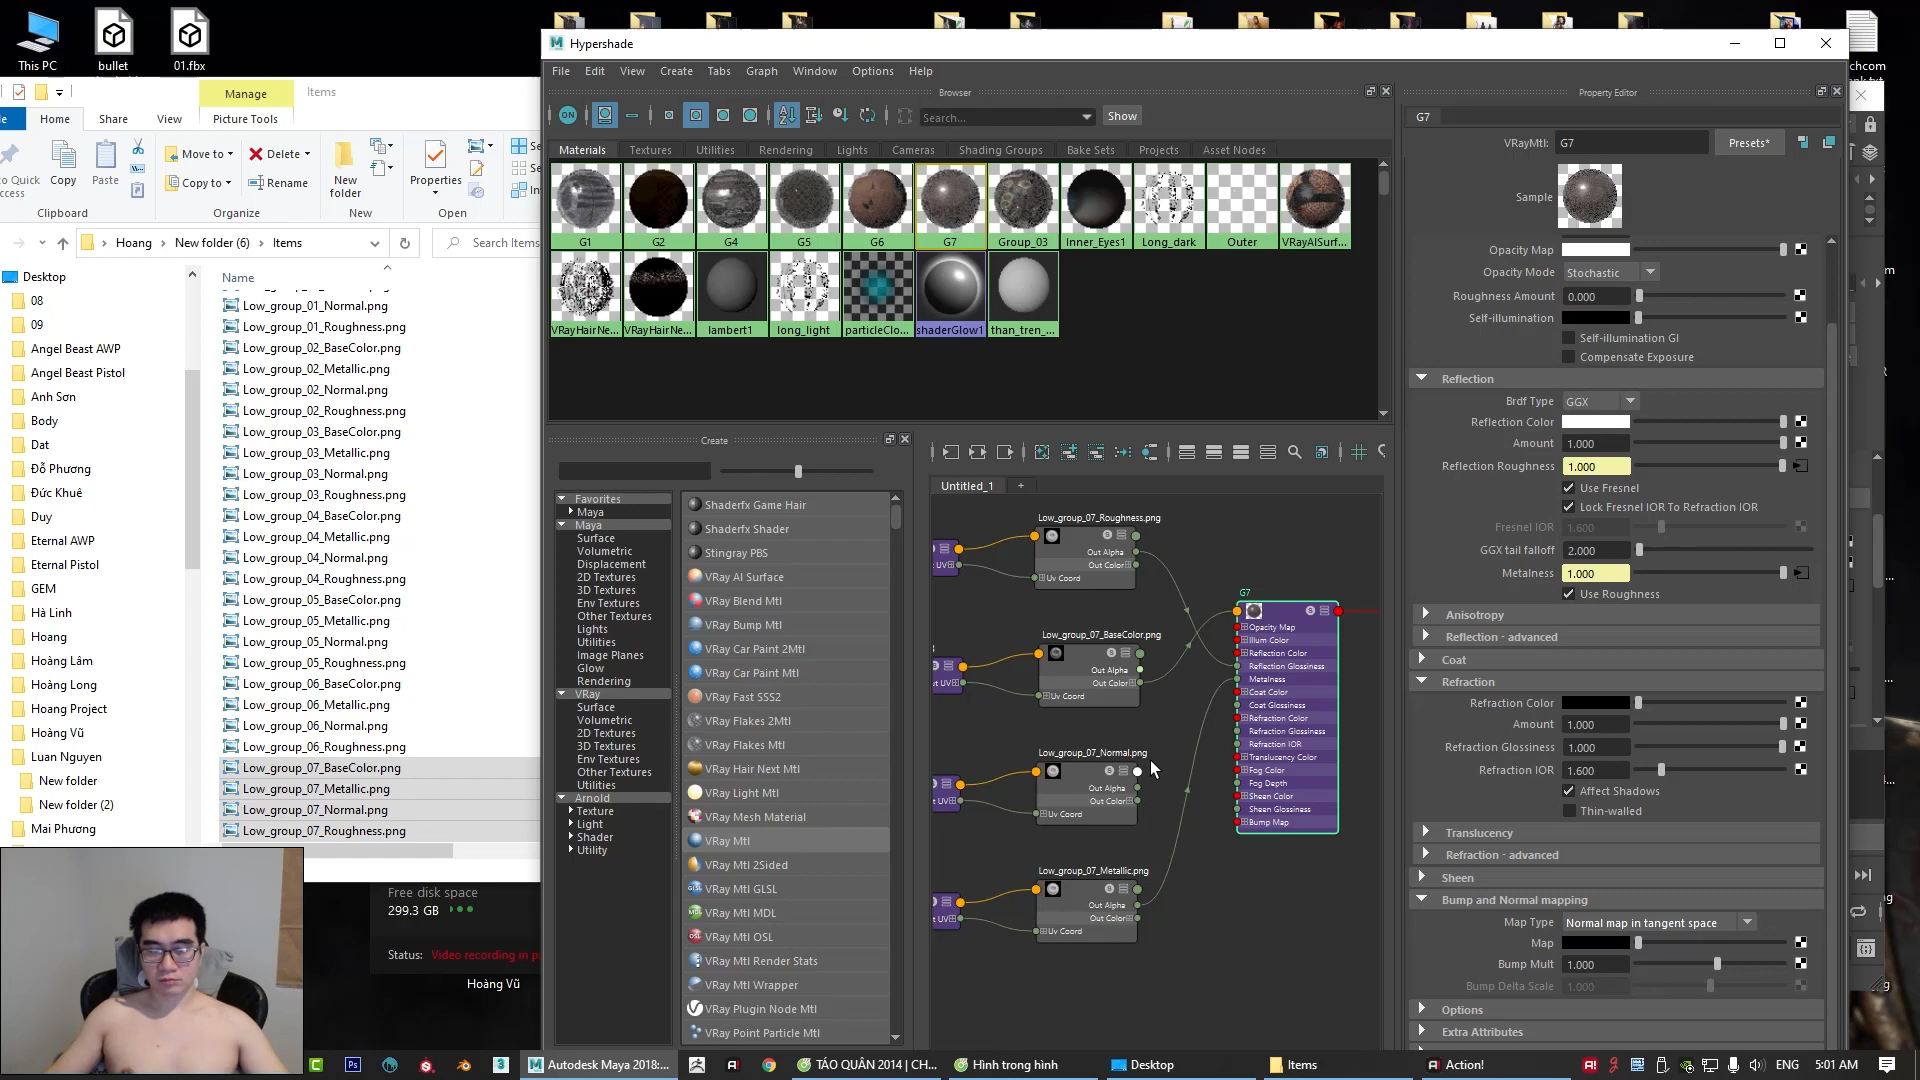 This PC
bullet
01.fbx
Manage
Items
Home
Share
View
Picture Tools
Copy
Paste
Clipboard
Move to
Copy to
Delete
Rename
Organize
New folder
New
Properties
Open
Hoang
New folder (6)
Items
Search Items
Name
Desktop
08
09
Angel Beast AWP
Angel Beast Pistol
Anh Sơn
Body
Dat
Đỗ Phương
Đức Khuê
Duy
Eternal AWP
Eternal Pistol
GEM
Hà Linh
Hoang
Hoàng Lâm
Hoàng Long
Hoang Project
Hoàng Vũ
Luan Nguyen
New folder
New folder (2)
Mai Phương
Low_group_01_Normal.png
Low_group_01_Roughness.png
Low_group_02_BaseColor.png
Low_group_02_Metallic.png
Low_group_02_Normal.png
Low_group_02_Roughness.png
Low_group_03_BaseColor.png
Low_group_03_Metallic.png
Low_group_03_Normal.png
Low_group_03_Roughness.png
Low_group_04_BaseColor.png
Low_group_04_Metallic.png
Low_group_04_Normal.png
Low_group_04_Roughness.png
Low_group_05_BaseColor.png
Low_group_05_Metallic.png
Low_group_05_Normal.png
Low_group_05_Roughness.png
Low_group_06_BaseColor.png
Low_group_06_Metallic.png
Low_group_06_Normal.png
Low_group_06_Roughness.png
Low_group_07_BaseColor.png
Low_group_07_Metallic.png
Low_group_07_Normal.png
Low_group_07_Roughness.png
Free disk space
299.3 GB
Status: Video recording in p
Hoàng Vũ
Hypershade
File Edit View Create Tabs Graph Window Options Help
Browser
ON
Search...
Show
Materials Textures Utilities Rendering Lights Cameras Shading Groups Bake Sets Projects Asset Nodes
G1 G2 G4 G5 G6 G7 Group_03 Inner_Eyes1 Long_dark Outer VRayAlSurf...
VRayHairNe... VRayHairNe... lambert1 long_light particleClo... shaderGlow1 than_tren_...
Create
Favorites
Maya
Maya
Surface
Volumetric
Displacement
2D Textures
3D Textures
Env Textures
Other Textures
Lights
Utilities
Image Planes
Glow
Rendering
VRay
Surface
Volumetric
2D Textures
3D Textures
Env Textures
Other Textures
Utilities
Arnold
Texture
Light
Shader
Utility
Shaderfx Game Hair
Shaderfx Shader
Stingray PBS
VRay Al Surface
VRay Blend Mtl
VRay Bump Mtl
VRay Car Paint 2Mtl
VRay Car Paint Mtl
VRay Fast SSS2
VRay Flakes 2Mtl
VRay Flakes Mtl
VRay Hair Next Mtl
VRay Light Mtl
VRay Mesh Material
VRay Mtl
VRay Mtl 2Sided
VRay Mtl GLSL
VRay Mtl MDL
VRay Mtl OSL
VRay Mtl Render Stats
VRay Mtl Wrapper
VRay Plugin Node Mtl
VRay Point Particle Mtl
Untitled_1
+
Low_group_07_Roughness.png
Out Alpha
Out Color
Uv Coord
Low_group_07_BaseColor.png
Out Alpha
Out Color
Uv Coord
Low_group_07_Normal.png
Out Alpha
Out Color
Uv Coord
Low_group_07_Metallic.png
Out Alpha
Out Color
Uv Coord
G7
Opacity Map
Illum Color
Reflection Color
Reflection Glossiness
Metalness
Coat Color
Coat Glossiness
Refraction Color
Refraction Glossiness
Refraction IOR
Translucency Color
Fog Color
Fog Depth
Sheen Color
Sheen Glossiness
Bump Map
Property Editor
G7
VRayMtl: G7
Presets*
Sample
Opacity Map
Opacity Mode Stochastic
Roughness Amount 0.000
Self-illumination
Self-illumination GI
Compensate Exposure
Reflection
Brdf Type GGX
Reflection Color
Amount 1.000
Reflection Roughness 1.000
Use Fresnel
Lock Fresnel IOR To Refraction IOR
Fresnel IOR 1.600
GGX tail falloff 2.000
Metalness 1.000
Use Roughness
Anisotropy
Reflection - advanced
Coat
Refraction
Refraction Color
Amount 1.000
Refraction Glossiness 1.000
Refraction IOR 1.600
Affect Shadows
Thin-walled
Translucency
Refraction - advanced
Sheen
Bump and Normal mapping
Map Type Normal map in tangent space
Map
Bump Mult 1.000
Bump Delta Scale 1.000
Options
Extra Attributes
Autodesk Maya 2018:...
TÁO QUÂN 2014 | CH...
Hình trong hình
Desktop
Items
Action!
ENG
5:01 AM